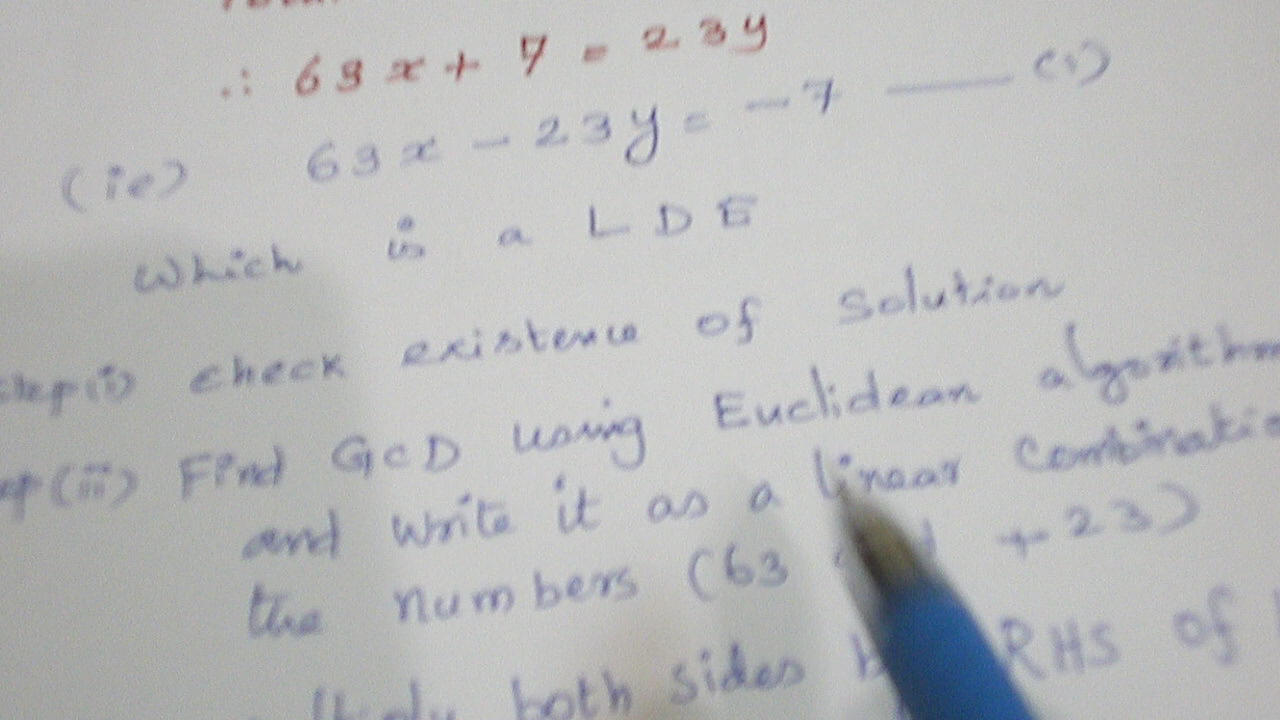 ∴ 63x + 7 = 23y
(ie) 63x - 23y = -7 —— (1)
which is a LDE
step(i) check existence of solution
(ii) Find GCD using Euclidean algorithm
and write it as a linear combination
the numbers (63 + 23)
both sides RHS of